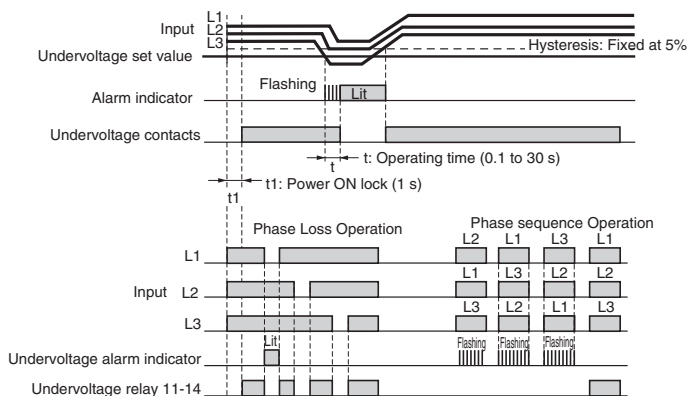 L1
Input L2
L3
Undervoltage set value
Hysteresis: Fixed at 5%
Flashing
Alarm indicator
Lit
Undervoltage contacts
t: Operating time (0.1 to 30 s)
t
t1: Power ON lock (1 s)
t1
Phase Loss Operation
Phase sequence Operation
L1
L2 L1 L3 L1
Input L2
L1 L3 L2 L2
L3
L3 L2 L1 L3
Undervoltage alarm indicator
Lit
Flashing Flashing Flashing
Undervoltage relay 11-14